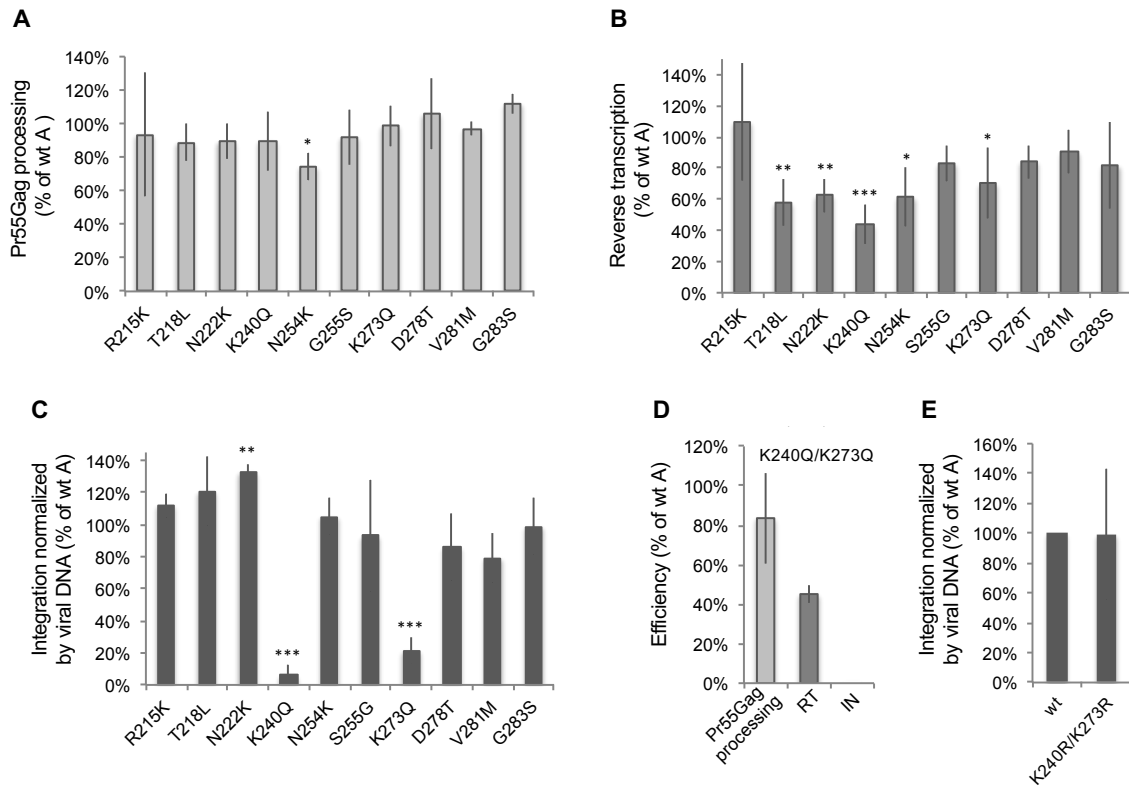 A
Pr55Gag processing
(% of wt A )
140%
120%
100%
80%
60%
40%
20%
0%
*
R215K
T218L
N222K
K240Q
N254K
G255S
K273Q
D278T
V281M
G283S
B
Reverse transcription
(% of wt A)
140%
120%
100%
80%
60%
40%
20%
0%
**
**
***
*
*
R215K
T218L
N222K
K240Q
N254K
S255G
K273Q
D278T
V281M
G283S
C
Integration normalized
by viral DNA (% of wt A)
140%
120%
100%
80%
60%
40%
20%
0%
**
***
***
R215K
T218L
N222K
K240Q
N254K
S255G
K273Q
D278T
V281M
G283S
D
Efficiency (% of wt A)
120%
100%
80%
60%
40%
20%
0%
K240Q/K273Q
Pr55Gag
processing
RT
IN
E
Integration normalized
by viral DNA (% of wt A)
160%
140%
120%
100%
80%
60%
40%
20%
0%
wt
K240R/K273R